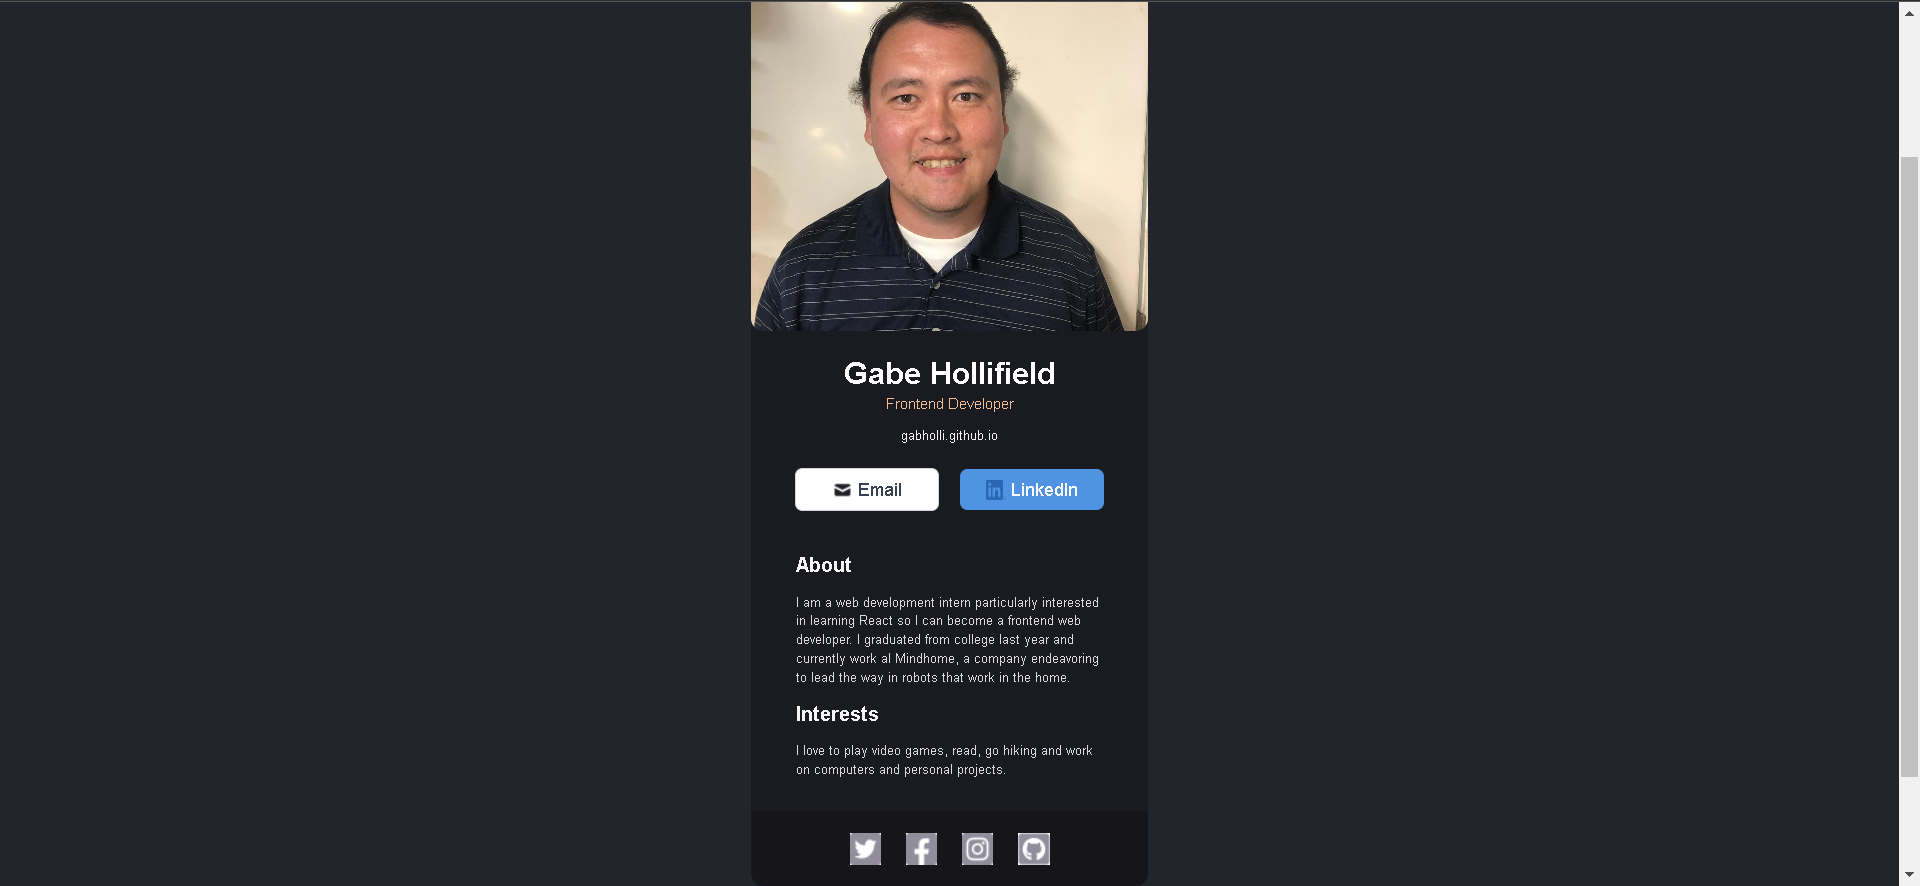 Gabe Hollifield
Frontend Developer
gabholli.github.io
Email
in LinkedIn
About
I am a web development intern particularly interested
in learning React so I can become a frontend web
developer. I graduated from college last year and
currently work al Mindhome, a company endeavoring
to lead the way in robots that work in the home.
Interests
I love to play video games, read, go hiking and work
on computers and personal projects.